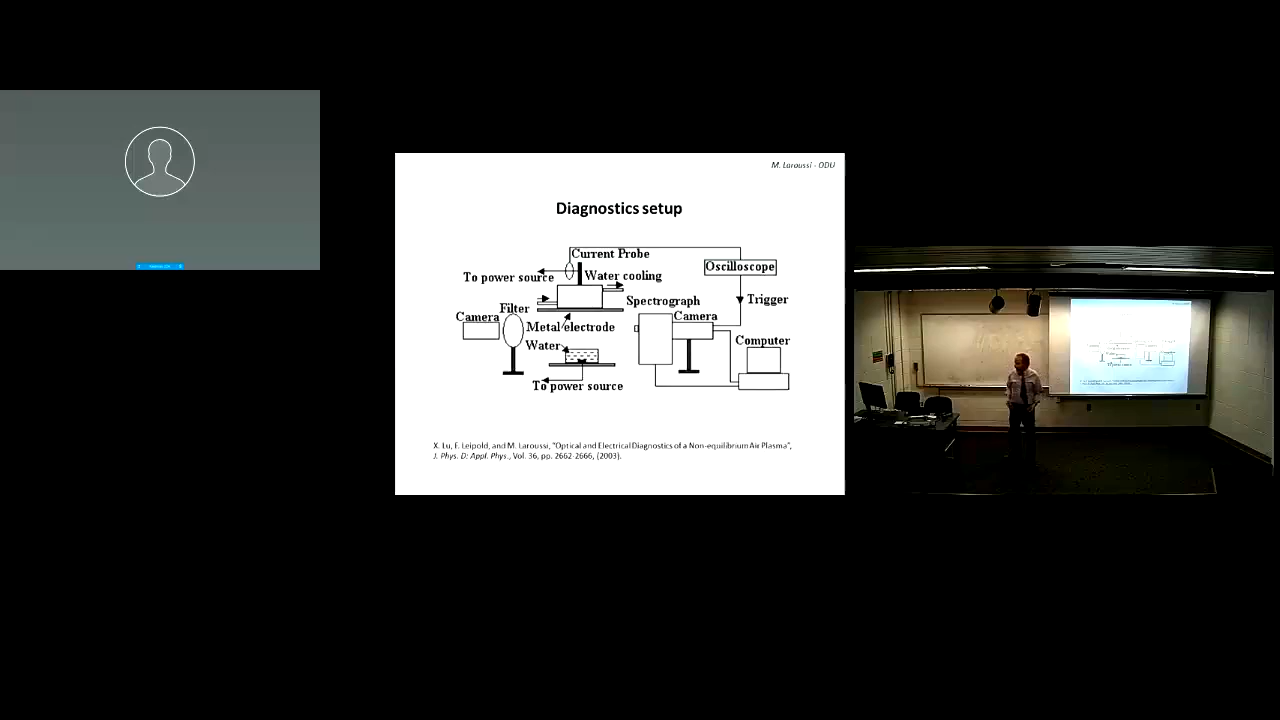 M. Laroussi - ODU
Diagnostics setup
Current Probe
To power source
Water cooling
Oscilloscope
Filter
Spectrograph
Trigger
Camera
Metal electrode
Camera
Water
Computer
To power source
X. Lu, F. Leipold, and M. Laroussi, "Optical and Electrical Diagnostics of a Non-equilibrium Air Plasma",
J. Phys. D: Appl. Phys., Vol. 36, pp. 2662-2666, (2003).